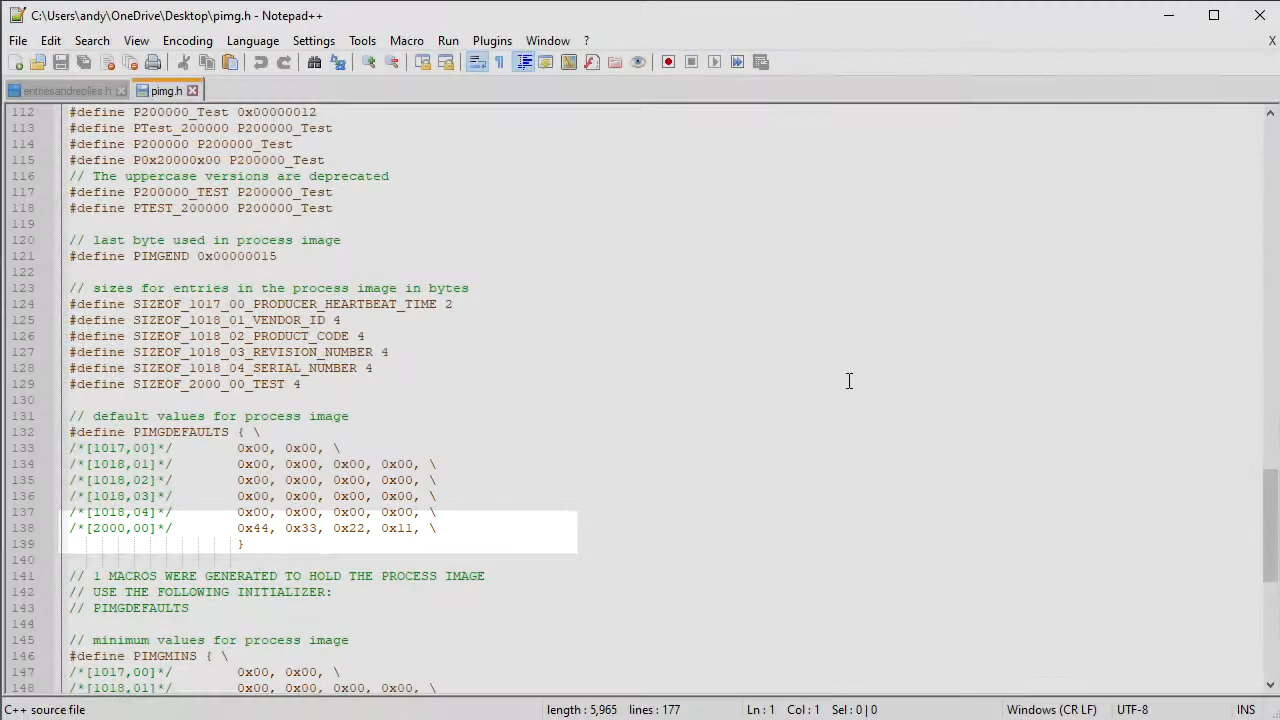 C:\Users\andy\OneDrive\Desktop\pimg.h - Notepad++
File Edit Search View Encoding Language Settings Tools Macro Run Plugins Window ? X
entriesandreplies.h pimg.h
112 #define P200000_Test 0x00000012
113 #define PTest_200000 P200000_Test
114 #define P200000 P200000_Test
115 #define P0x20000x00 P200000_Test
116 // The uppercase versions are deprecated
117 #define P200000_TEST P200000_Test
118 #define PTEST_200000 P200000_Test
119
120 // last byte used in process image
121 #define PIMGEND 0x00000015
122
123 // sizes for entries in the process image in bytes
124 #define SIZEOF_1017_00_PRODUCER_HEARTBEAT_TIME 2
125 #define SIZEOF_1018_01_VENDOR_ID 4
126 #define SIZEOF_1018_02_PRODUCT_CODE 4
127 #define SIZEOF_1018_03_REVISION_NUMBER 4
128 #define SIZEOF_1018_04_SERIAL_NUMBER 4
129 #define SIZEOF_2000_00_TEST 4
130
131 // default values for process image
132 #define PIMGDEFAULTS { \
133 /*[1017,00]*/ 0x00, 0x00, \
134 /*[1018,01]*/ 0x00, 0x00, 0x00, 0x00, \
135 /*[1018,02]*/ 0x00, 0x00, 0x00, 0x00, \
136 /*[1018,03]*/ 0x00, 0x00, 0x00, 0x00, \
137 /*[1018,04]*/ 0x00, 0x00, 0x00, 0x00, \
138 /*[2000,00]*/ 0x44, 0x33, 0x22, 0x11, \
139 }
140
141 // 1 MACROS WERE GENERATED TO HOLD THE PROCESS IMAGE
142 // USE THE FOLLOWING INITIALIZER:
143 // PIMGDEFAULTS
144
145 // minimum values for process image
146 #define PIMGMINS { \
147 /*[1017,00]*/ 0x00, 0x00, \
148 /*[1018,01]*/ 0x00, 0x00, 0x00, 0x00, \
C++ source file length : 5,965 lines : 177 Ln : 1 Col : 1 Sel : 0 | 0 Windows (CR LF) UTF-8 INS